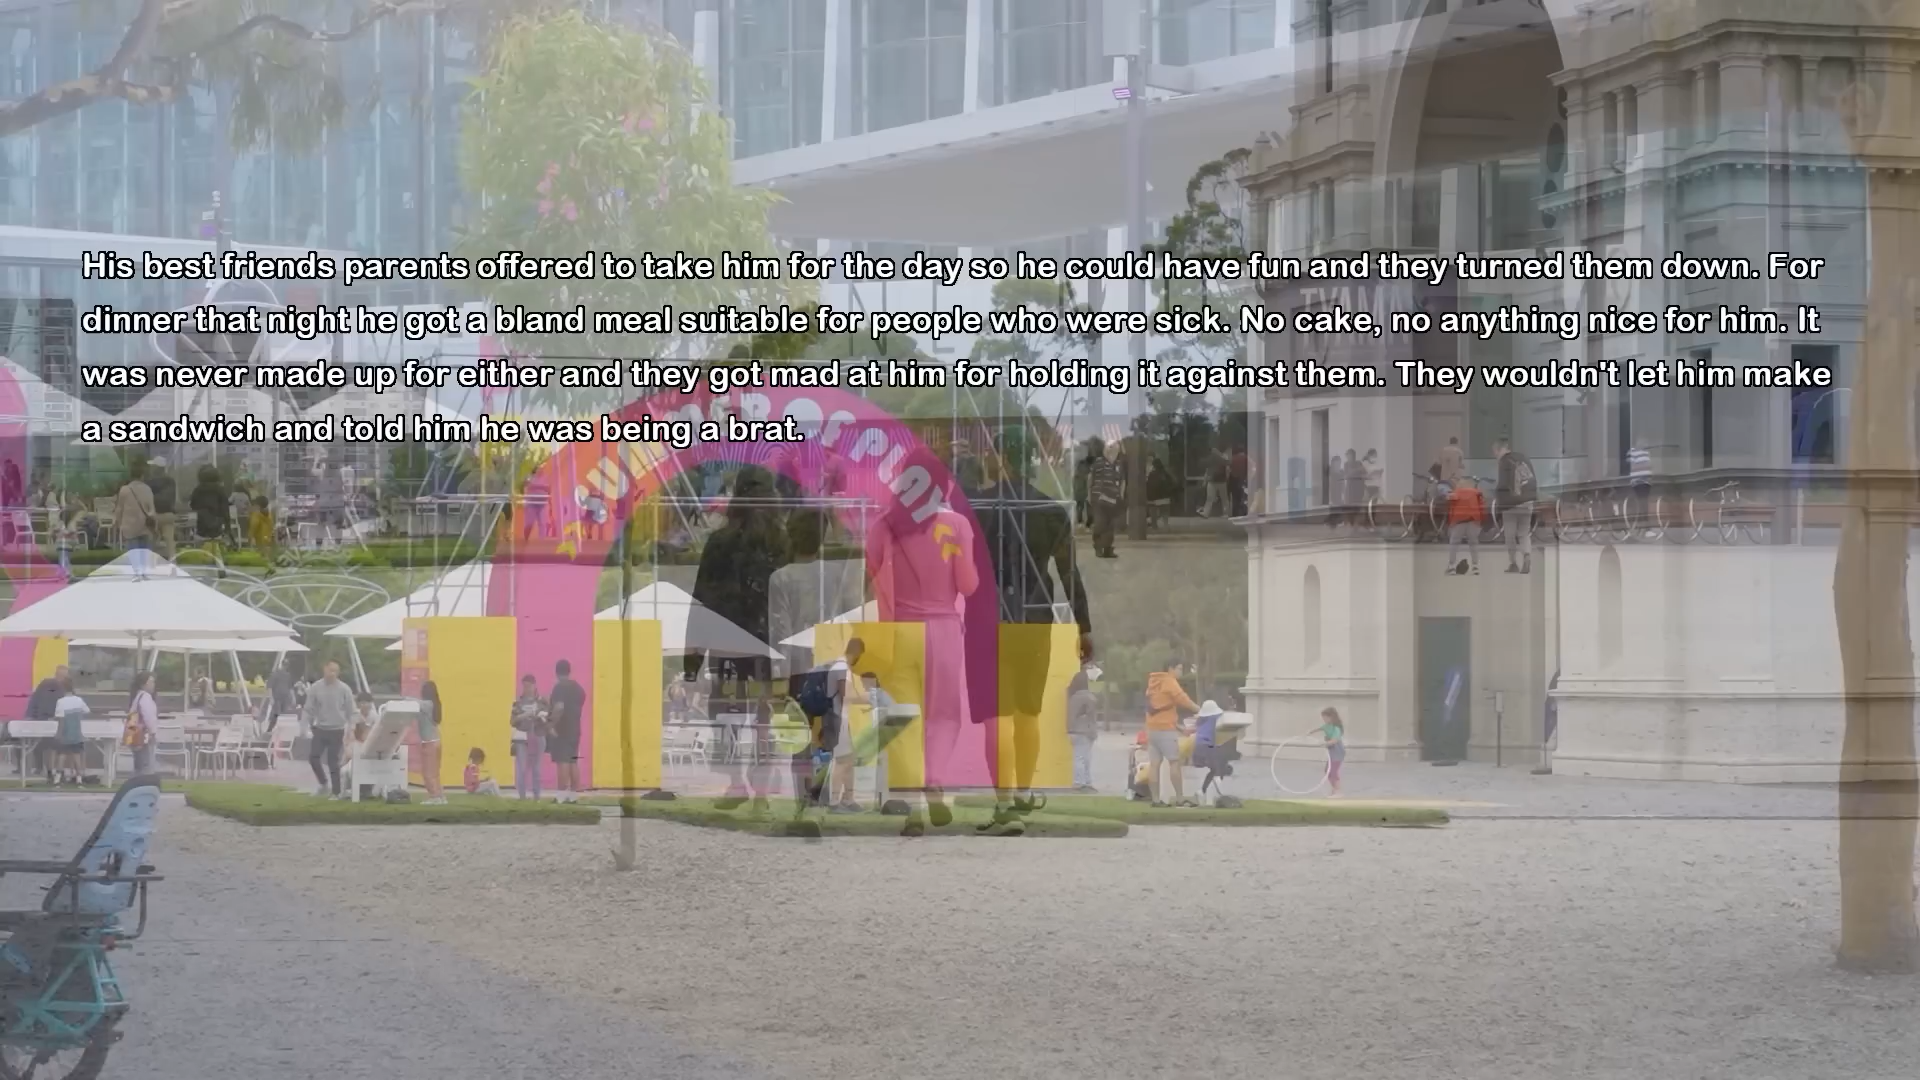 His best friends parents offered to take him for the day so he could have fun and they turned them down. For
dinner that night he got a bland meal suitable for people who were sick. No cake, no anything nice for him. It
was never made up for either and they got mad at him for holding it against them. They wouldn't let him make
a sandwich and told him he was being a brat.
SUMMER OF PLAY